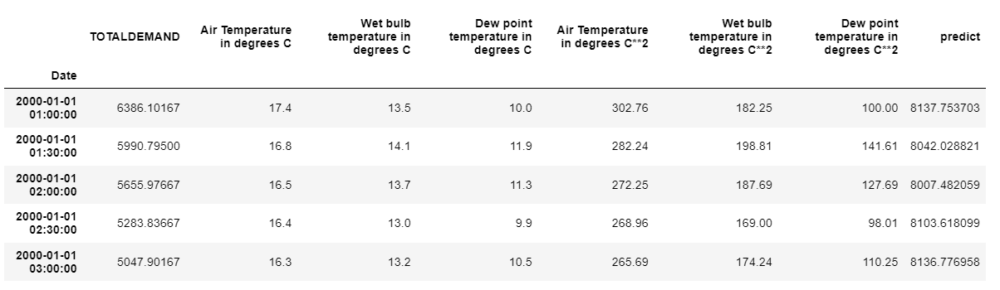 TOTALDEMAND Air Temperature in degrees C Wet bulb temperature in degrees C Dew point temperature in degrees C Air Temperature in degrees C**2 Wet bulb temperature in degrees C**2 Dew point temperature in degrees C**2 predict
Date
2000-01-01 01:00:00 6386.10167 17.4 13.5 10.0 302.76 182.25 100.00 8137.753703
2000-01-01 01:30:00 5990.79500 16.8 14.1 11.9 282.24 198.81 141.61 8042.028821
2000-01-01 02:00:00 5655.97667 16.5 13.7 11.3 272.25 187.69 127.69 8007.482059
2000-01-01 02:30:00 5283.83667 16.4 13.0 9.9 268.96 169.00 98.01 8103.618099
2000-01-01 03:00:00 5047.90167 16.3 13.2 10.5 265.69 174.24 110.25 8136.776958